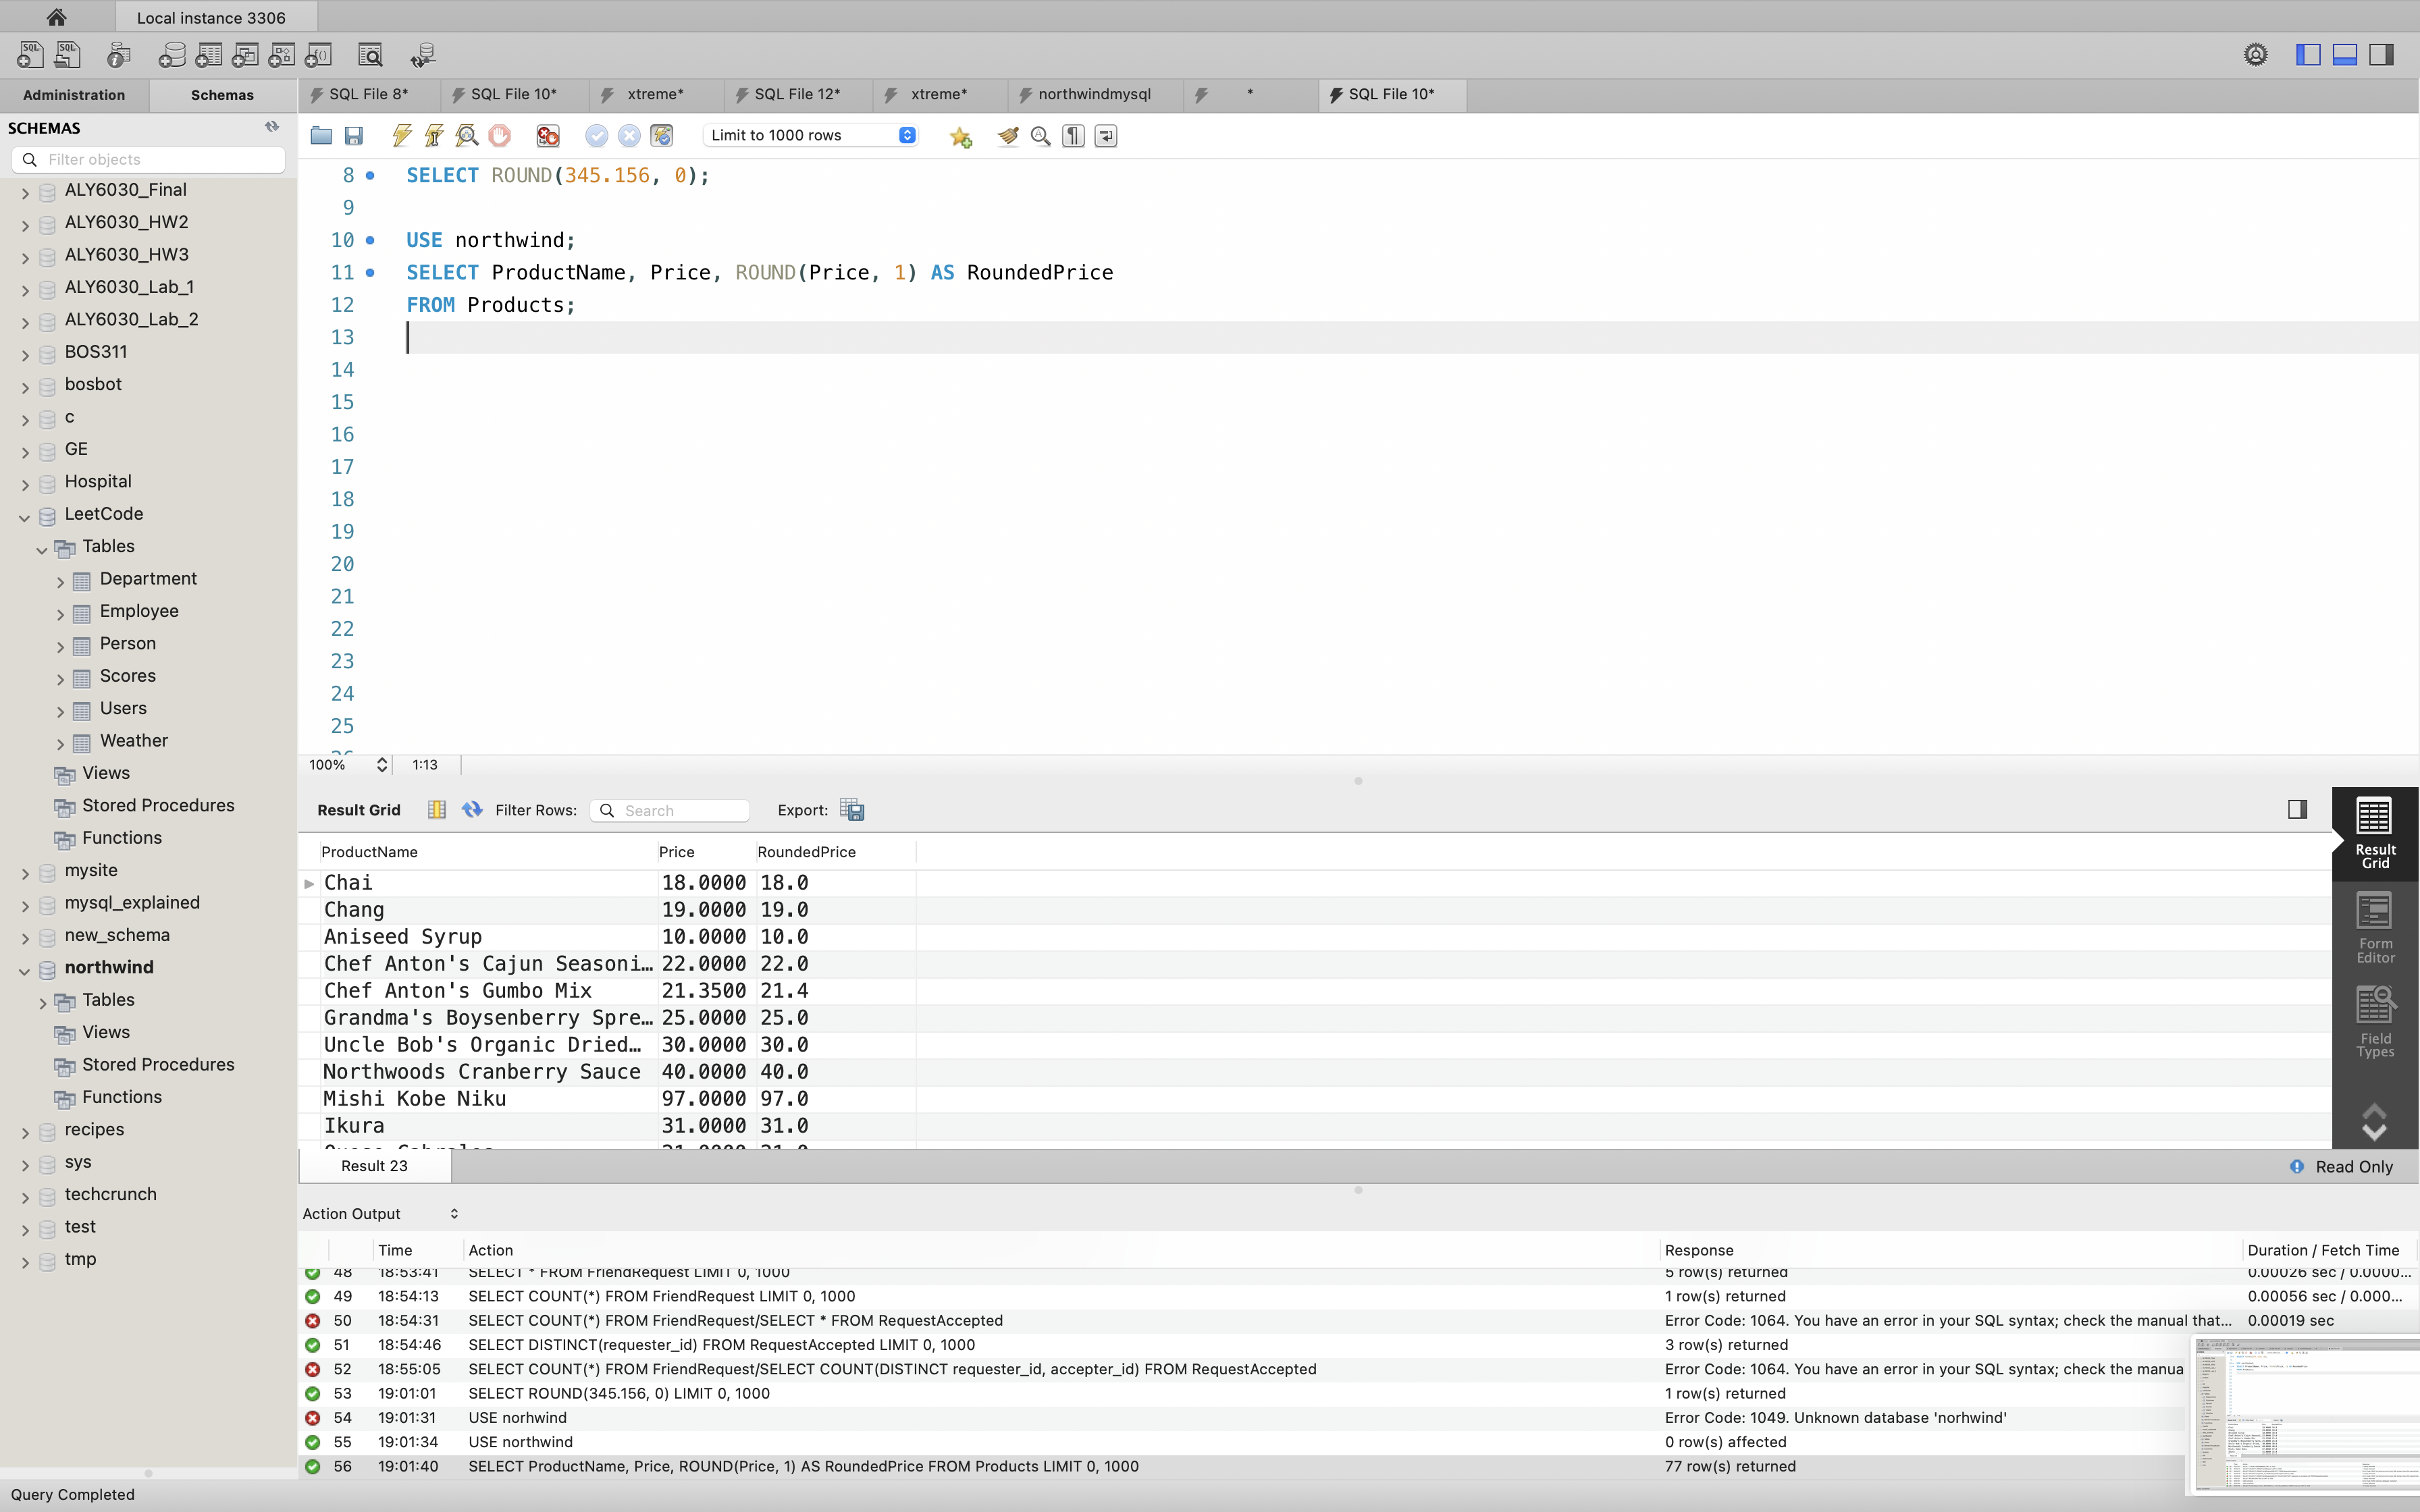 Local instance 3306
Administration
Schemas
SQL File 8*
SQL File 10*
xtreme*
SQL File 12*
xtreme*
northwindmysql
*
SQL File 10*
SCHEMAS
Filter objects
Limit to 1000 rows
ALY6030_Final
ALY6030_HW2
ALY6030_HW3
ALY6030_Lab_1
ALY6030_Lab_2
BOS311
bosbot
c
GE
Hospital
LeetCode
Tables
Department
Employee
Person
Scores
Users
Weather
Views
Stored Procedures
Functions
mysite
mysql_explained
new_schema
northwind
Tables
Views
Stored Procedures
Functions
recipes
sys
techcrunch
test
tmp
8 SELECT ROUND(345.156, 0);
9
10 USE northwind;
11 SELECT ProductName, Price, ROUND(Price, 1) AS RoundedPrice
12 FROM Products;
13
14
15
16
17
18
19
20
21
22
23
24
25
100% 1:13
Result Grid Filter Rows: Search Export:
ProductName Price RoundedPrice
Chai 18.0000 18.0
Chang 19.0000 19.0
Aniseed Syrup 10.0000 10.0
Chef Anton's Cajun Seasoni... 22.0000 22.0
Chef Anton's Gumbo Mix 21.3500 21.4
Grandma's Boysenberry Spre... 25.0000 25.0
Uncle Bob's Organic Dried... 30.0000 30.0
Northwoods Cranberry Sauce 40.0000 40.0
Mishi Kobe Niku 97.0000 97.0
Ikura 31.0000 31.0
Result
Grid
Form
Editor
Field
Types
Result 23
Read Only
Action Output
Time Action Response Duration / Fetch Time
48 18:53:41 SELECT * FROM FriendRequest LIMIT 0, 1000 5 row(s) returned 0.00026 sec / 0.0000...
49 18:54:13 SELECT COUNT(*) FROM FriendRequest LIMIT 0, 1000 1 row(s) returned 0.00056 sec / 0.000...
50 18:54:31 SELECT COUNT(*) FROM FriendRequest/SELECT * FROM RequestAccepted Error Code: 1064. You have an error in your SQL syntax; check the manual that... 0.00019 sec
51 18:54:46 SELECT DISTINCT(requester_id) FROM RequestAccepted LIMIT 0, 1000 3 row(s) returned
52 18:55:05 SELECT COUNT(*) FROM FriendRequest/SELECT COUNT(DISTINCT requester_id, accepter_id) FROM RequestAccepted Error Code: 1064. You have an error in your SQL syntax; check the manua
53 19:01:01 SELECT ROUND(345.156, 0) LIMIT 0, 1000 1 row(s) returned
54 19:01:31 USE norhwind Error Code: 1049. Unknown database 'norhwind'
55 19:01:34 USE northwind 0 row(s) affected
56 19:01:40 SELECT ProductName, Price, ROUND(Price, 1) AS RoundedPrice FROM Products LIMIT 0, 1000 77 row(s) returned
Query Completed